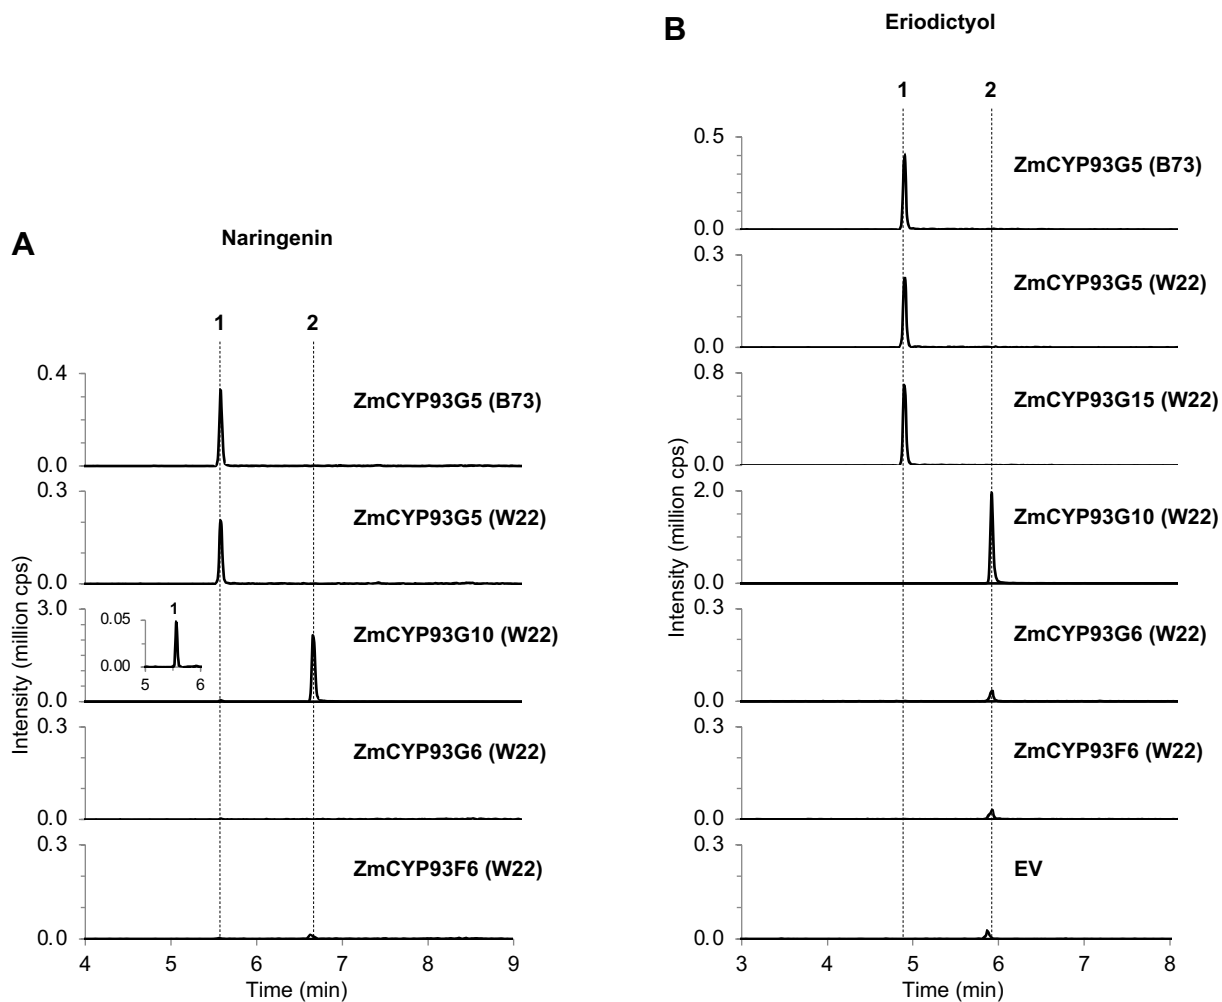 A
Naringenin
1 2
0.4
0.0
ZmCYP93G5 (B73)
0.3
0.0
ZmCYP93G5 (W22)
3.0
0.0
ZmCYP93G10 (W22)
0.05
0.00
1
5 6
0.3
0.0
ZmCYP93G6 (W22)
0.3
0.0
ZmCYP93F6 (W22)
4 5 6 7 8 9
Time (min)
Intensity (million cps)
B
Eriodictyol
1 2
0.5
0.0
ZmCYP93G5 (B73)
0.3
0.0
ZmCYP93G5 (W22)
0.8
0.0
ZmCYP93G15 (W22)
2.0
0.0
ZmCYP93G10 (W22)
0.3
0.0
ZmCYP93G6 (W22)
0.3
0.0
ZmCYP93F6 (W22)
0.3
0.0
EV
3 4 5 6 7 8
Time (min)
Intensity (million cps)